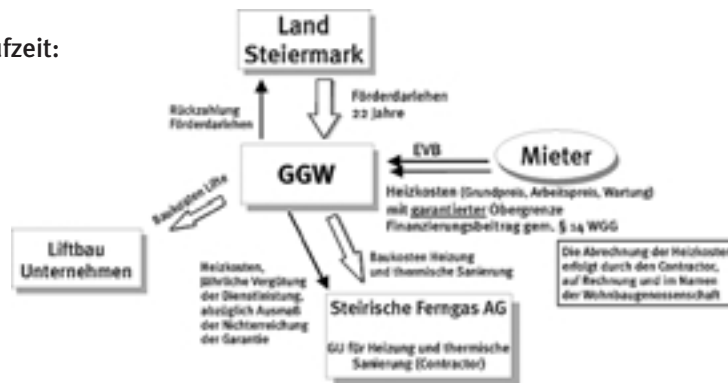 ufzeit:
Land
Steiermark
Rückzahlung
Förderdarlehen
Förderdarlehen
22 Jahre
EVB
Mieter
GGW
Heizkosten (Grundpreis, Arbeitspreis, Wartung)
mit garantierter Obergrenze
Finanzierungsbeitrag gem. § 14 WGG
Baukosten Lifte
Liftbau
Unternehmen
Baukosten Heizung
und thermische Sanierung
Die Abrechnung der Heizkosten
erfolgt durch den Contractor,
auf Rechnung und im Namen
der Wohnbaugenossenschaft
Heizkosten,
jährliche Vergütung
der Dienstleistung,
abzüglich Ausmaß
der Nichterreichung
der Garantie
Steirische Ferngas AG
GU für Heizung und thermische
Sanierung (Contractor)